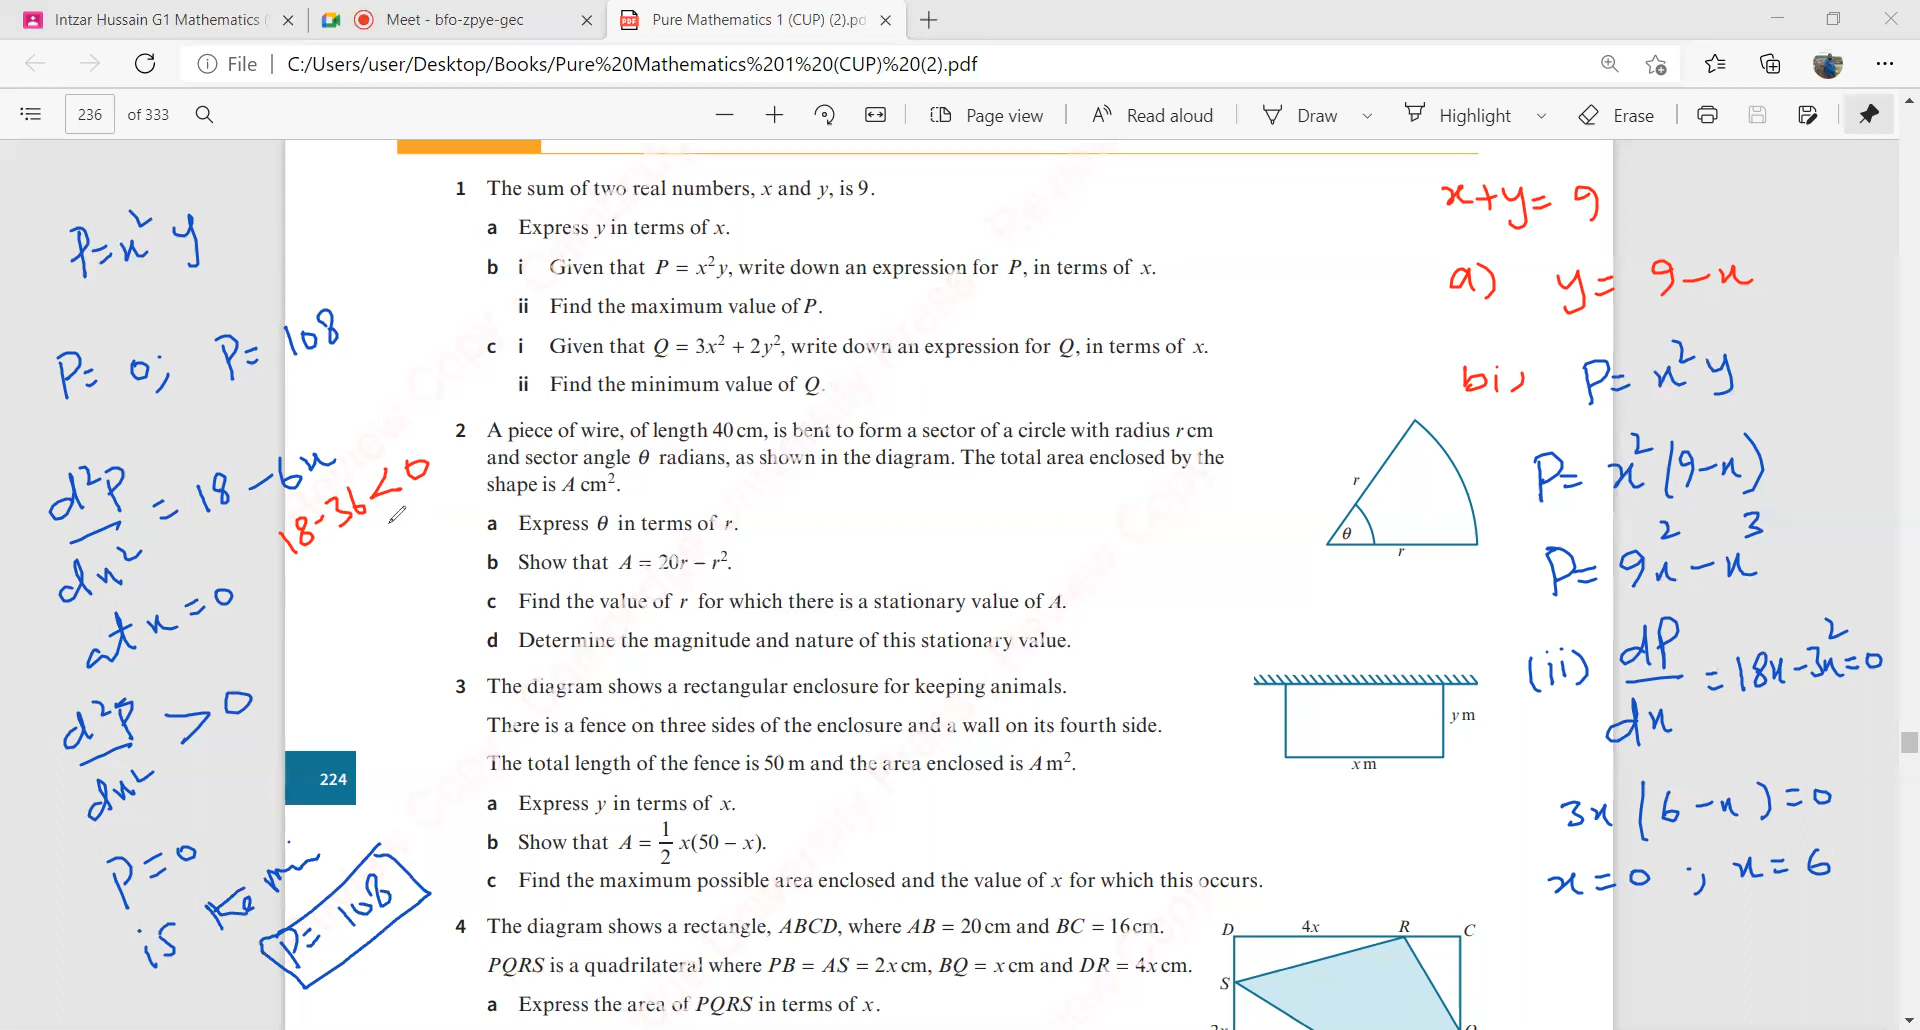 Intzar Hussain G1 Mathematics (
Meet - bfo-zpye-gec
Pure Mathematics 1 (CUP) (2).pd
File
C:/Users/user/Desktop/Books/Pure%20Mathematics%201%20(CUP)%20(2).pdf
236 of 333
Page view
Read aloud
Draw
Highlight
Erase
1 The sum of two real numbers, x and y, is 9.
a Express y in terms of x.
b i Given that P = x²y, write down an expression for P, in terms of x.
ii Find the maximum value of P.
c i Given that Q = 3x² + 2y², write down an expression for Q, in terms of x.
ii Find the minimum value of Q.
2 A piece of wire, of length 40 cm, is bent to form a sector of a circle with radius r cm
and sector angle θ radians, as shown in the diagram. The total area enclosed by the
shape is A cm².
a Express θ in terms of r.
b Show that A = 20r − r².
c Find the value of r for which there is a stationary value of A.
d Determine the magnitude and nature of this stationary value.
r
θ
r
3 The diagram shows a rectangular enclosure for keeping animals.
There is a fence on three sides of the enclosure and a wall on its fourth side.
The total length of the fence is 50 m and the area enclosed is A m².
a Express y in terms of x.
b Show that A = 1/2 x(50 − x).
c Find the maximum possible area enclosed and the value of x for which this occurs.
y m
x m
224
4 The diagram shows a rectangle, ABCD, where AB = 20 cm and BC = 16 cm.
PQRS is a quadrilateral where PB = AS = 2x cm, BQ = x cm and DR = 4x cm.
a Express the area of PQRS in terms of x.
D 4x R C
S
P=x² y
P= 0; P= 108
d²P/dx² = 18-6x
18-36<0
at x=0
d²P/dx² > 0
P=0
is
P= 108
x+y= 9
a) y= 9-x
bi) P= x²y
P= x²(9-x)
P= 9x²-x³
(ii) dP/dx = 18x-3x²=0
3x(6-x)=0
x=0 ; x=6